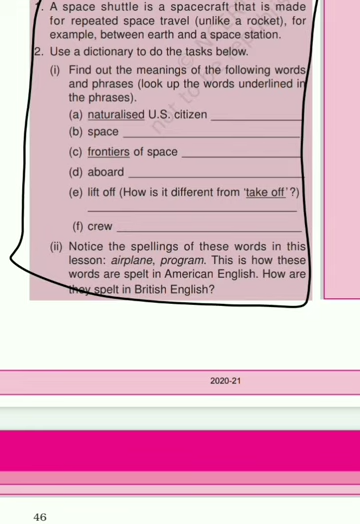 1. A space shuttle is a spacecraft that is made
for repeated space travel (unlike a rocket), for
example, between earth and a space station.
2. Use a dictionary to do the tasks below.
(i) Find out the meanings of the following words
and phrases (look up the words underlined in
the phrases).
(a) naturalised U.S. citizen
(b) space
(c) frontiers of space
(d) aboard
(e) lift off (How is it different from ‘take off’?)
(f) crew
(ii) Notice the spellings of these words in this
lesson: airplane, program. This is how these
words are spelt in American English. How are
they spelt in British English?
2020-21
46